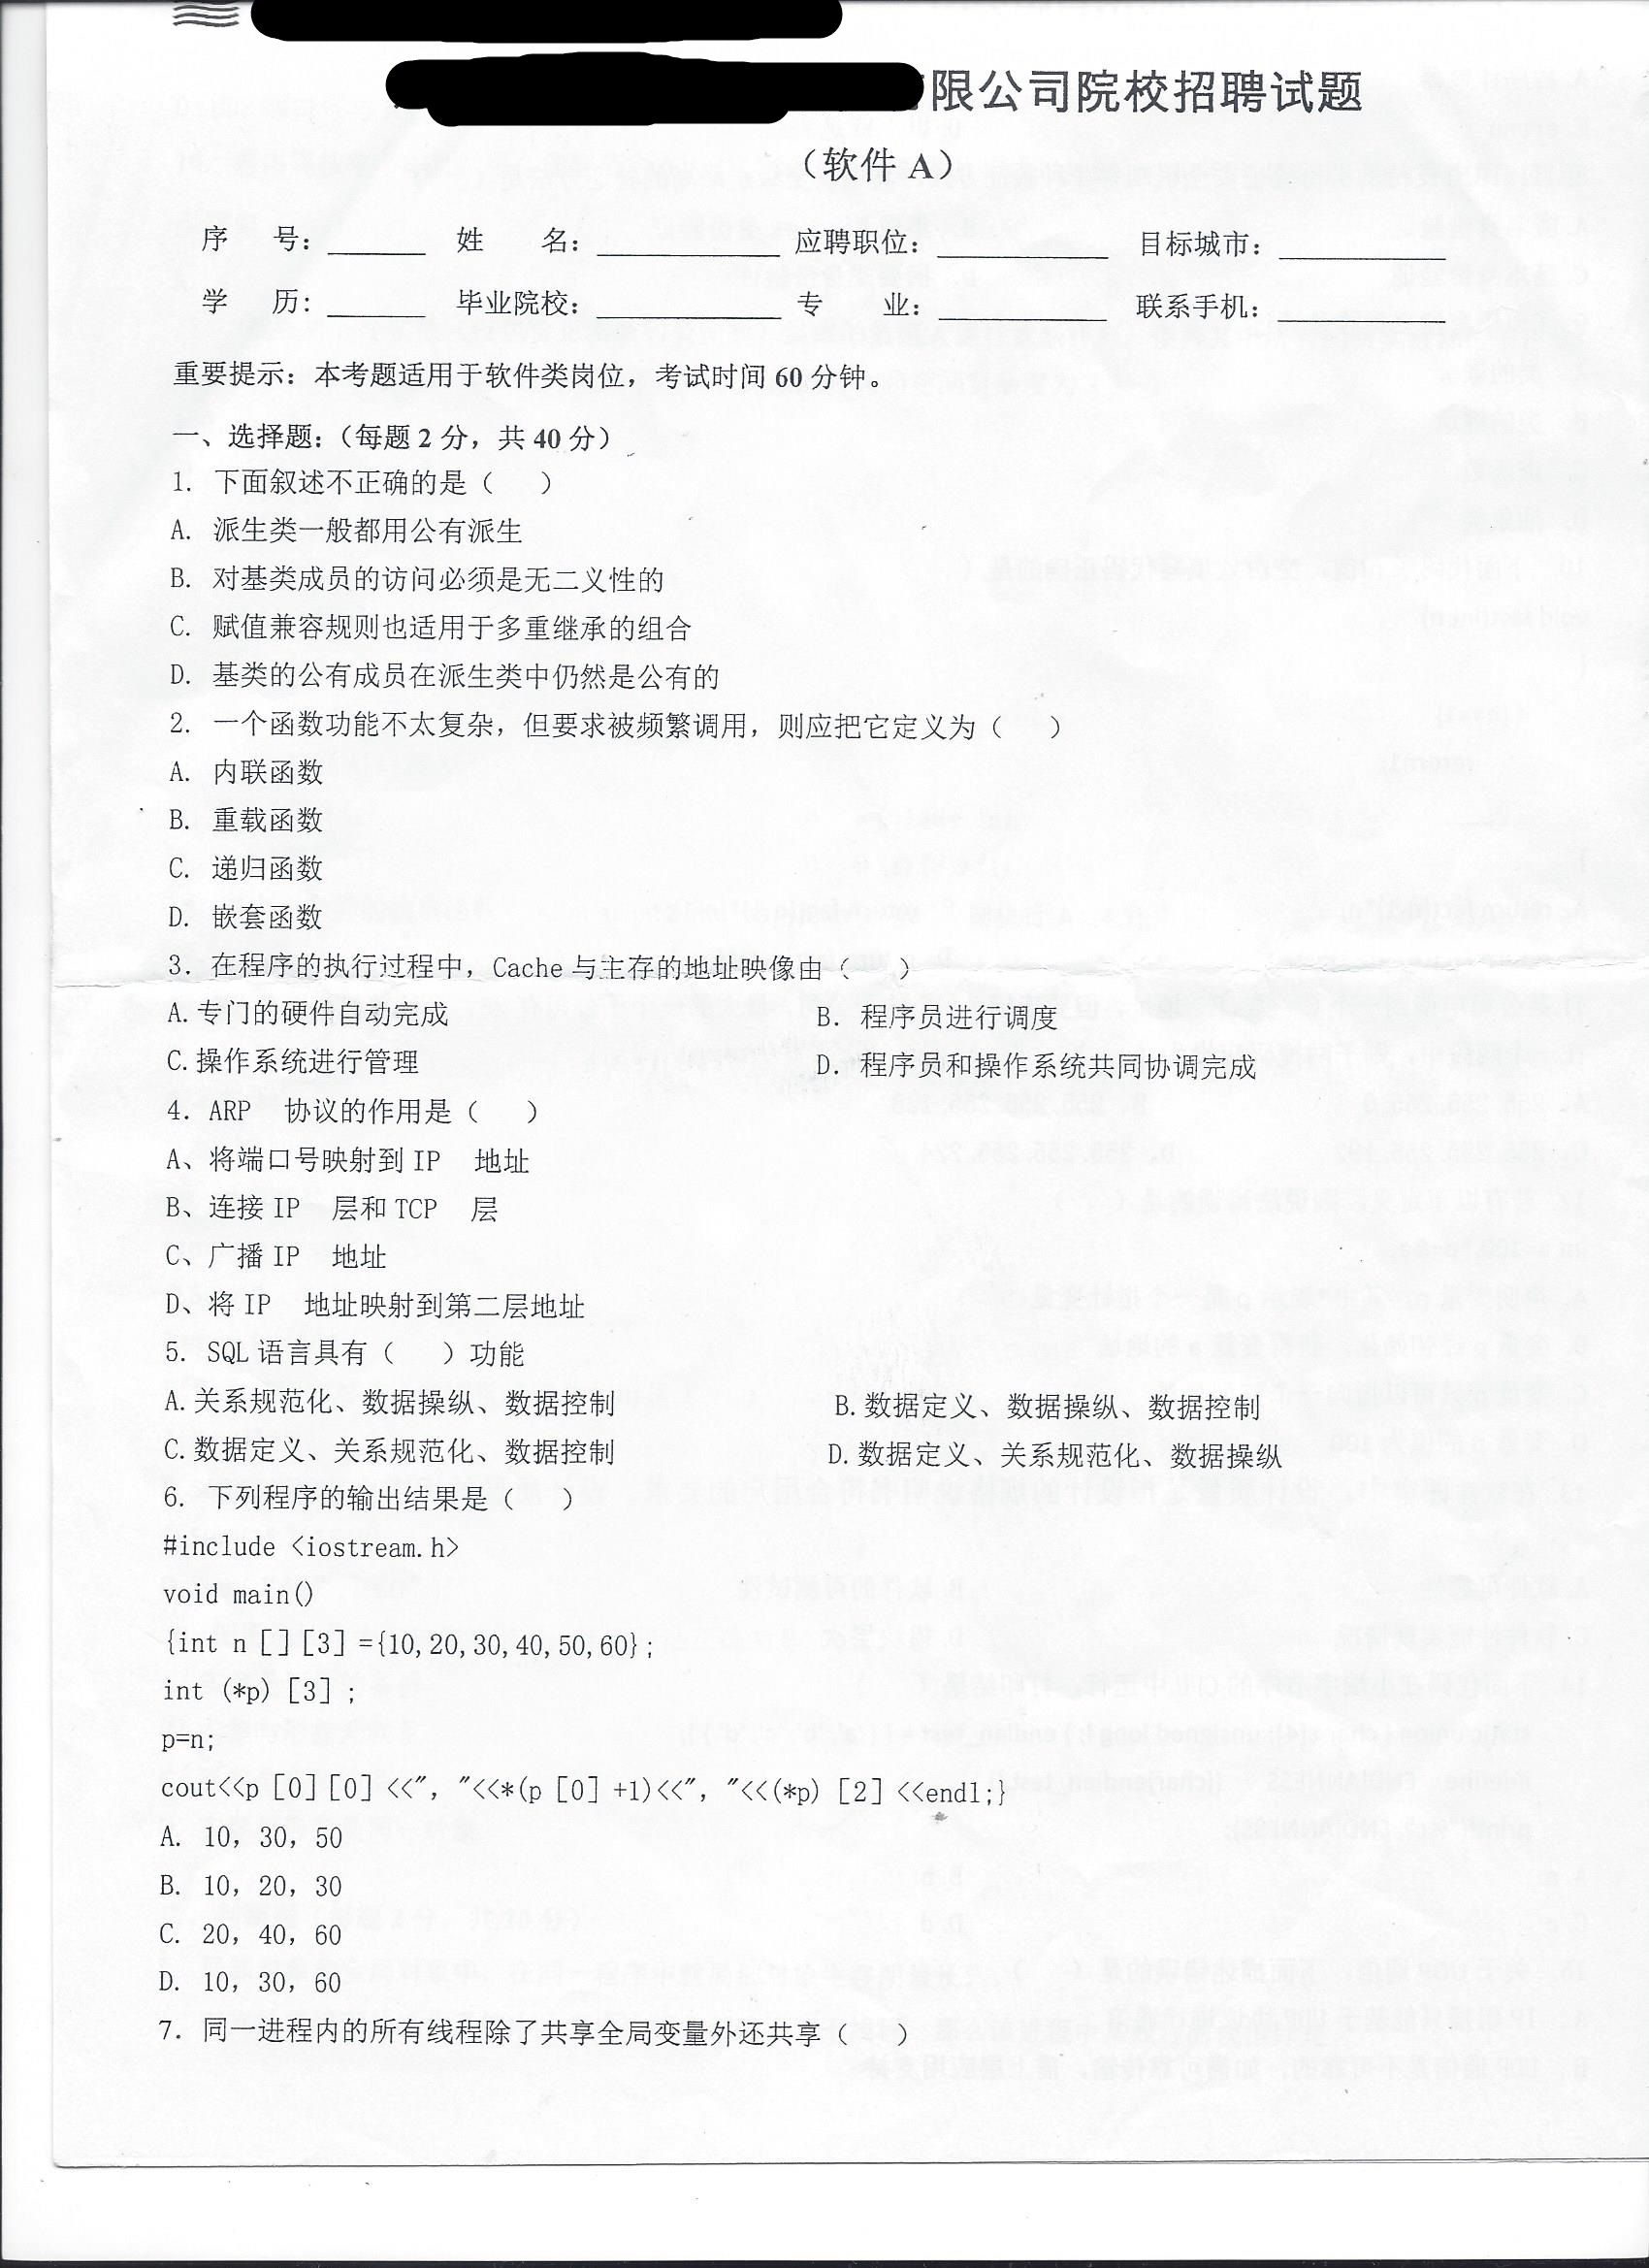 限公司院校招聘试题
（软件 A）
序 号：______ 姓 名：____________ 应聘职位：____________ 目标城市：____________
学 历：______ 毕业院校：____________ 专 业：____________ 联系手机：____________
重要提示：本考题适用于软件类岗位，考试时间 60 分钟。
一、选择题：（每题 2 分，共 40 分）
1. 下面叙述不正确的是（ ）
A. 派生类一般都用公有派生
B. 对基类成员的访问必须是无二义性的
C. 赋值兼容规则也适用于多重继承的组合
D. 基类的公有成员在派生类中仍然是公有的
2. 一个函数功能不太复杂，但要求被频繁调用，则应把它定义为（ ）
A. 内联函数
B. 重载函数
C. 递归函数
D. 嵌套函数
3. 在程序的执行过程中，Cache 与主存的地址映像由（ ）
A. 专门的硬件自动完成 B. 程序员进行调度
C. 操作系统进行管理 D. 程序员和操作系统共同协调完成
4. ARP 协议的作用是（ ）
A、将端口号映射到 IP 地址
B、连接 IP 层和 TCP 层
C、广播 IP 地址
D、将 IP 地址映射到第二层地址
5. SQL 语言具有（ ）功能
A. 关系规范化、数据操纵、数据控制 B. 数据定义、数据操纵、数据控制
C. 数据定义、关系规范化、数据控制 D. 数据定义、关系规范化、数据操纵
6. 下列程序的输出结果是（ ）
#include <iostream.h>
void main()
{int n［］［3］={10,20,30,40,50,60};
int (*p)［3］;
p=n;
cout<<p［0］［0］<<″，″<<*(p［0］+1)<<″，″<<(*p)［2］<<endl;}
A. 10，30，50
B. 10，20，30
C. 20，40，60
D. 10，30，60
7. 同一进程内的所有线程除了共享全局变量外还共享（ ）